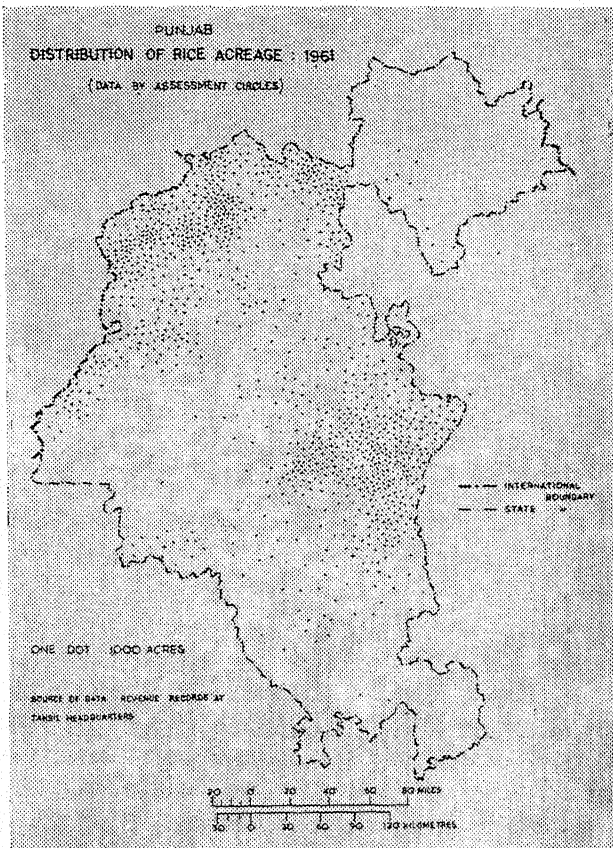 PUNJAB
DISTRIBUTION OF RICE ACREAGE : 1961
(DATA BY ASSESSMENT CIRCLES)
INTERNATIONAL
BOUNDARY
STATE "
ONE DOT 1000 ACRES
SOURCE OF DATA REVENUE RECORDS AT
TAHSIL HEADQUARTERS
20 0 20 40 60 80 MILES
30 0 30 60 90 120 KILOMETRES